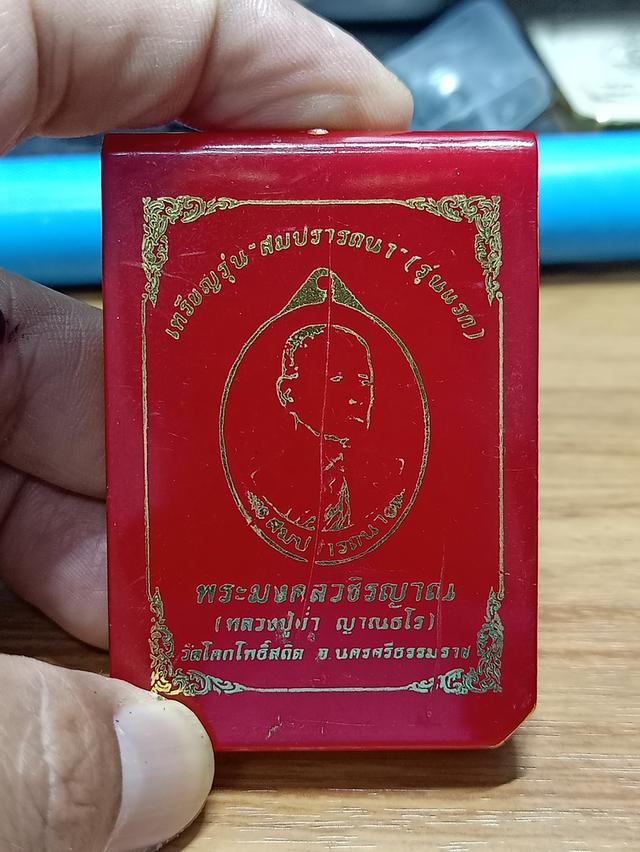 เหรียญรุ่น "สมปรารถนา" (รุ่นแรก)
สมปรารถนา
พระมงคลวชิรญาณ
(หลวงปู่ ญาณธโร)
วัดโคกโพธิ์สถิต จ.นครศรีธรรมราช